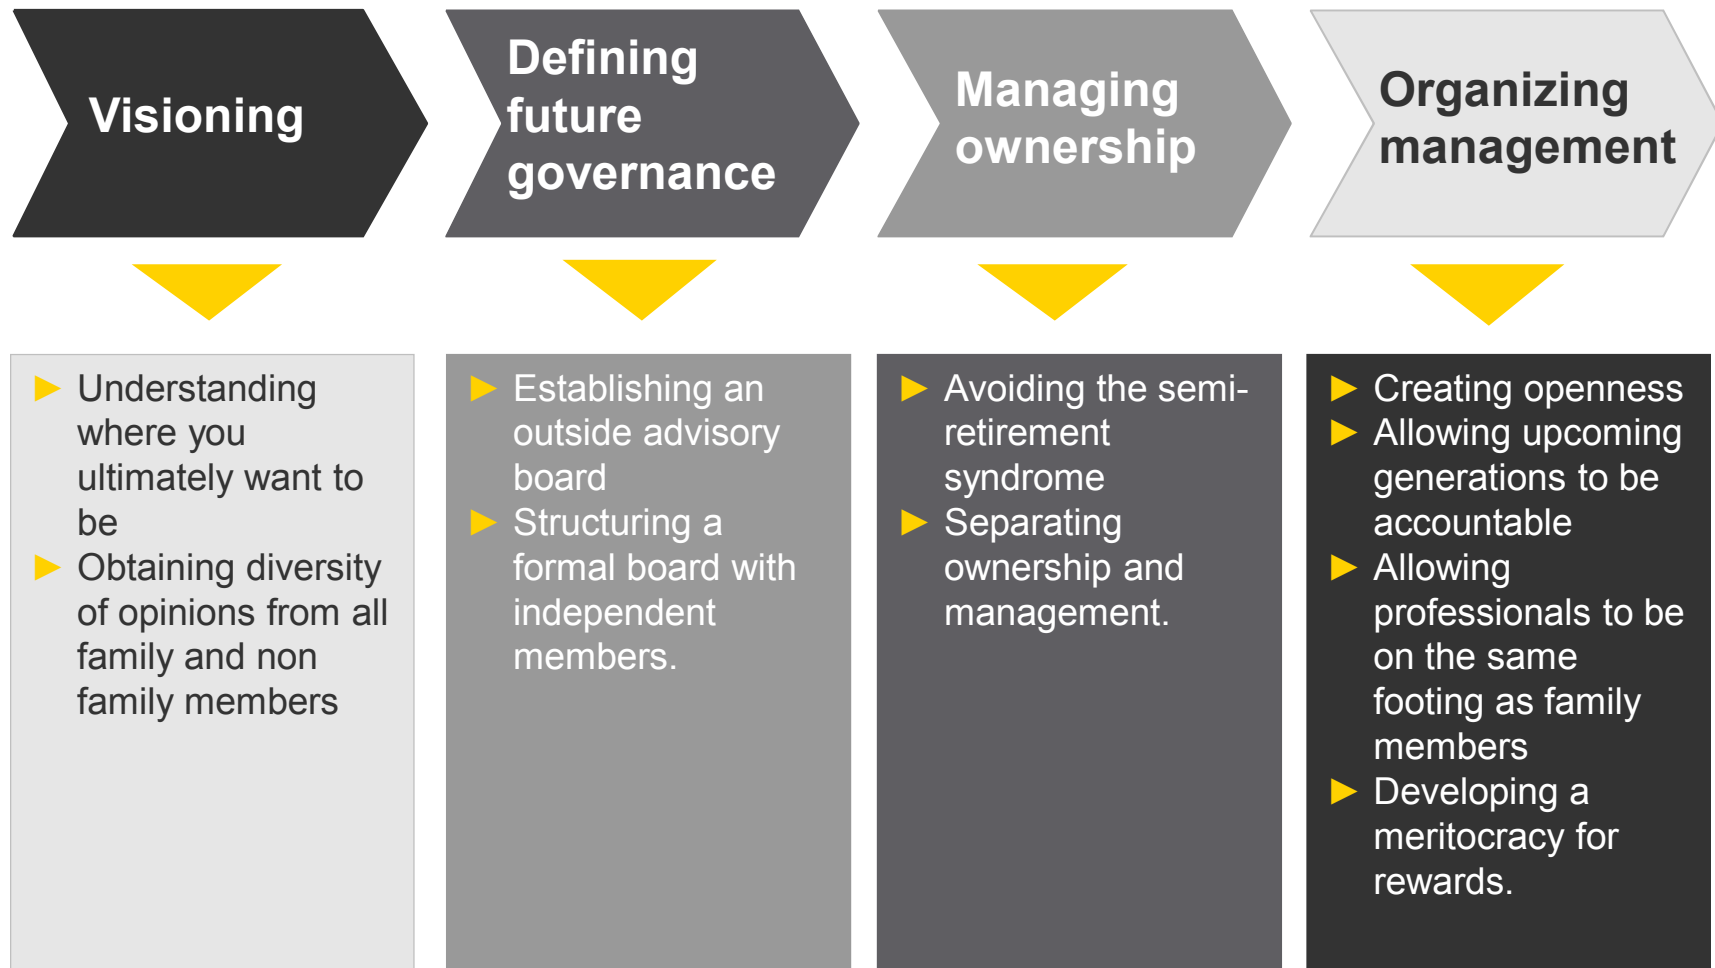 Visioning
Defining
future
governance
Managing
ownership
Organizing
management
► Understanding
where you
ultimately want to
be
► Obtaining diversity
of opinions from all
family and non
family members
► Establishing an
outside advisory
board
► Structuring a
formal board with
independent
members.
► Avoiding the semi-
retirement
syndrome
► Separating
ownership and
management.
► Creating openness
► Allowing upcoming
generations to be
accountable
► Allowing
professionals to be
on the same
footing as family
members
► Developing a
meritocracy for
rewards.